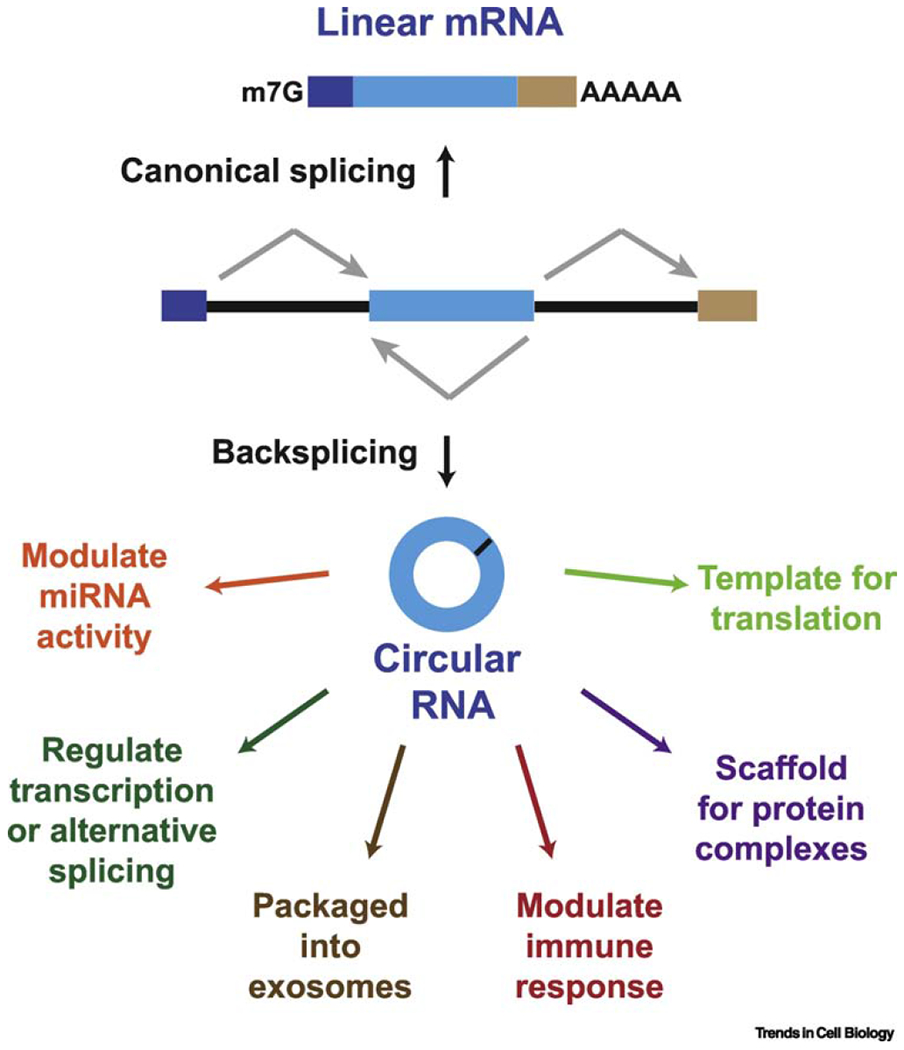 Linear mRNA
m7G AAAAA
Canonical splicing
Backsplicing
Circular
RNA
Modulate
miRNA
activity
Template for
translation
Regulate
transcription
or alternative
splicing
Scaffold
for protein
complexes
Packaged
into
exosomes
Modulate
immune
response
Trends in Cell Biology